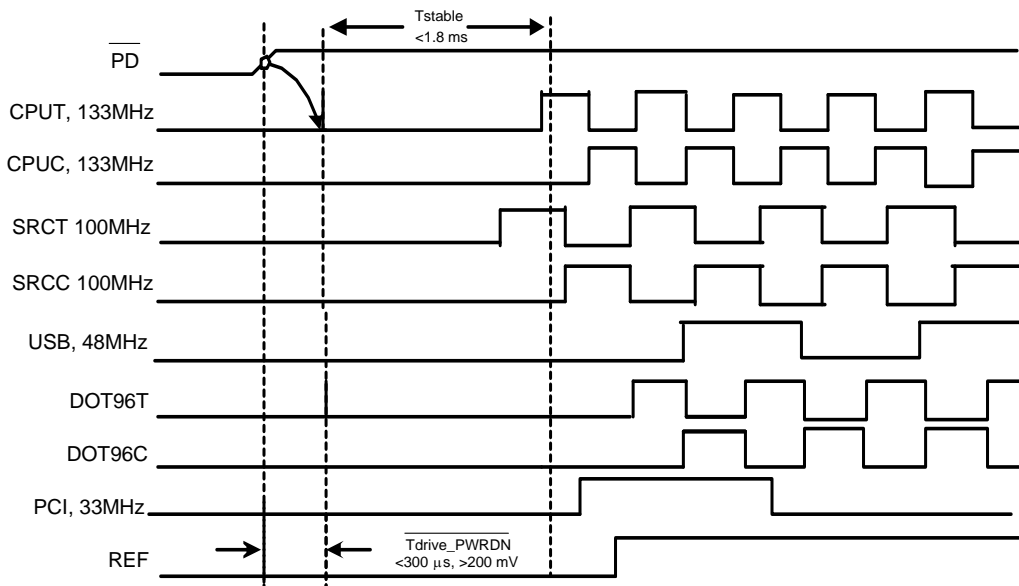 Tstable
<1.8 ms
PD
CPUT, 133MHz
CPUC, 133MHz
SRCT 100MHz
SRCC 100MHz
USB, 48MHz
DOT96T
DOT96C
PCI, 33MHz
Tdrive_PWRDN
<300 μs, >200 mV
REF